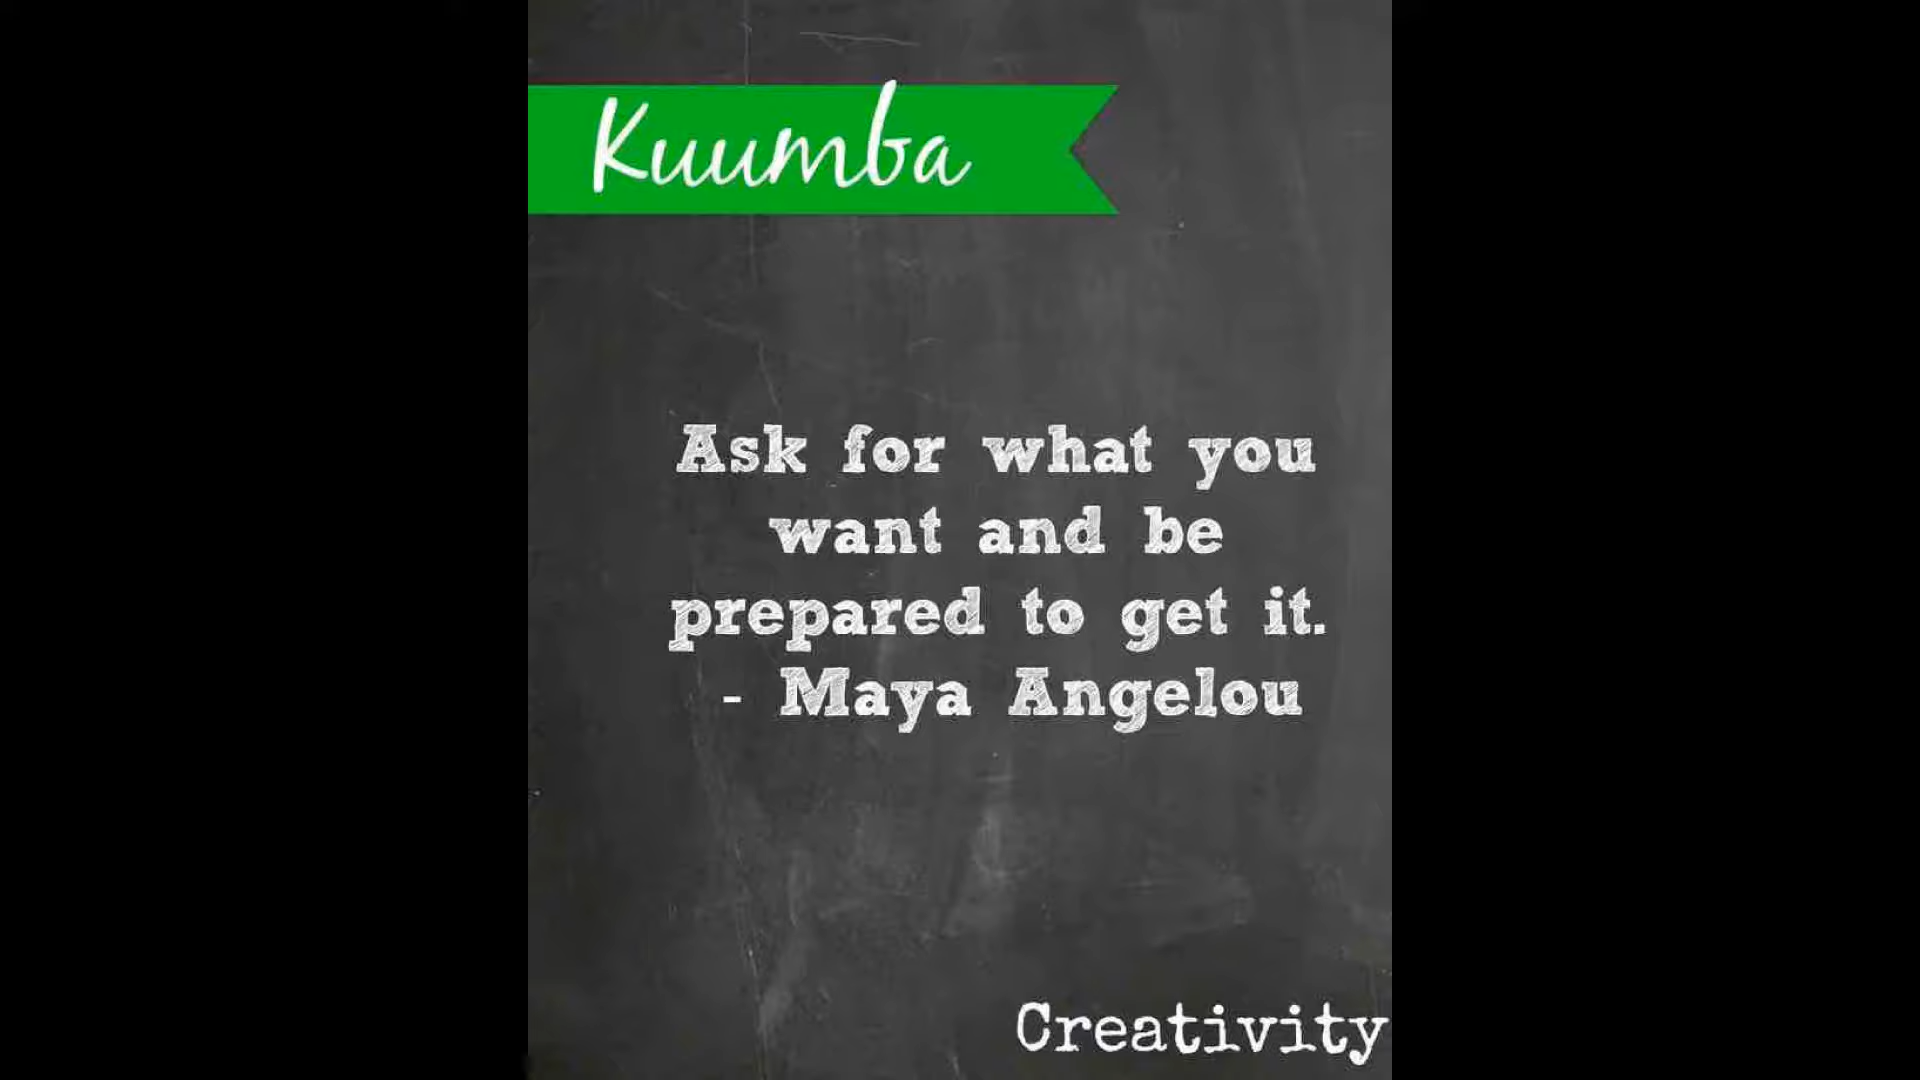 Kuumba
Ask for what you
want and be
prepared to get it.
- Maya Angelou
Creativity